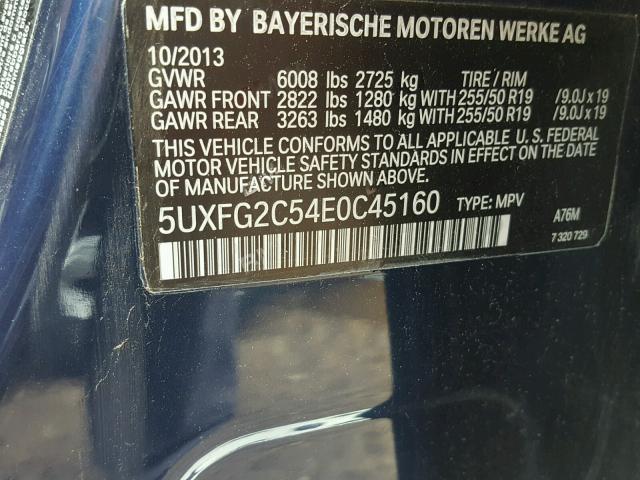 MFD BY BAYERISCHE MOTOREN WERKE AG
10/2013
GVWR 6008 lbs 2725 kg TIRE / RIM
GAWR FRONT 2822 lbs 1280 kg WITH 255/50 R19 /9.0J x 19
GAWR REAR 3263 lbs 1480 kg WITH 255/50 R19 /9.0J x 19
THIS VEHICLE CONFORMS TO ALL APPLICABLE U.S. FEDERAL
MOTOR VEHICLE SAFETY STANDARDS IN EFFECT ON THE DATE
OF MANUFACTURE SHOWN ABOVE.
5UXFG2C54E0C45160 TYPE: MPV
A76M
7 320 729